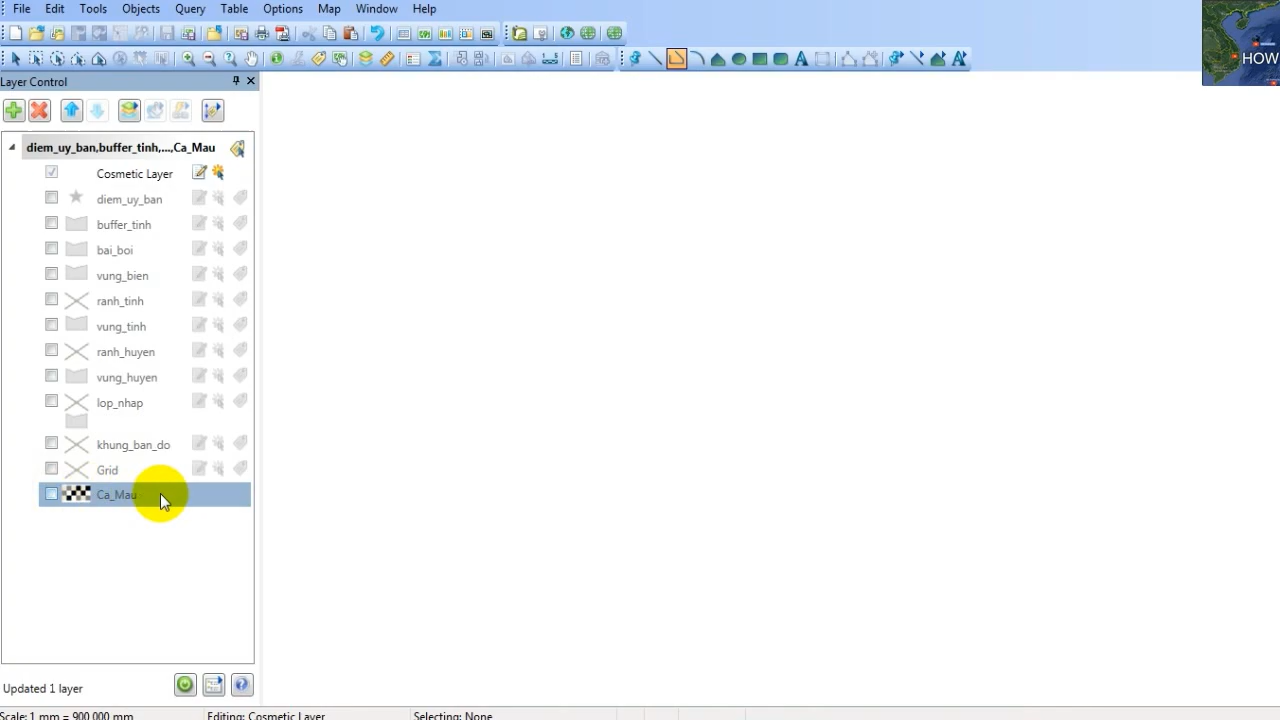 File Edit Tools Objects Query Table Options Map Window Help
HOW
Layer Control
diem_uy_ban,buffer_tinh,...,Ca_Mau
Cosmetic Layer
diem_uy_ban
buffer_tinh
bai_boi
vung_bien
ranh_tinh
vung_tinh
ranh_huyen
vung_huyen
lop_nhap
khung_ban_do
Grid
Ca_Mau
Updated 1 layer
Scale: 1 mm = 900,000 mm Editing: Cosmetic Layer Selecting: None